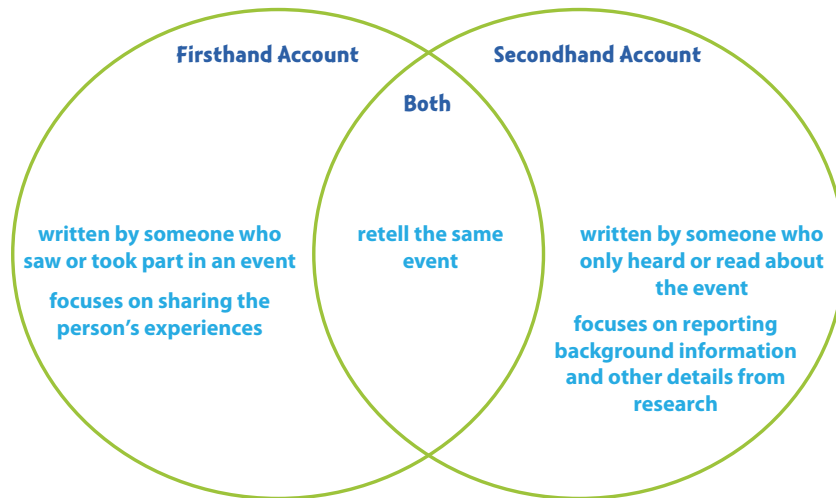 Firsthand Account
Secondhand Account
Both
written by someone who
saw or took part in an event
focuses on sharing the
person’s experiences
retell the same
event
written by someone who
only heard or read about
the event
focuses on reporting
background information
and other details from
research